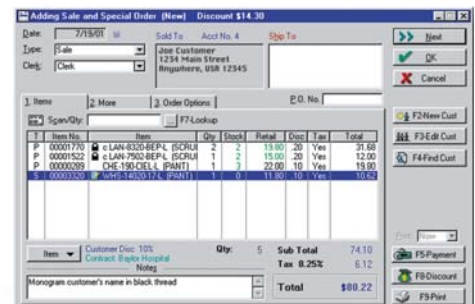 Adding Sale and Special Order (New) Discount $14.30
Date: 7/19/01
Sold To Acct No. 4
Ship To
Type: Sale
Clerk: Clerk
Joe Customer
1234 Main Street
Anywhere, USA 12345
Next
OK
Cancel
1. Items
2. More
3. Order Options
P.O. No.
Scan/Qty:
F7-Lookup
F2-New Cust
F3-Edit Cust
F4-Find Cust
T Item No. Item Qty Stock Retail Disc Tax Total
P 00001770 c LAN-8320-BEP-L (SCRU 2 2 19.80 .20 Yes 31.68
P 00001522 c LAN-7502-BEP-L (SCRU 1 2 15.00 .20 Yes 12.00
P 00000289 CHE-190-CIEL-L (PANT) 1 3 22.00 10 Yes 19.80
S 00003320 WHS-14020-17-L (PANT) 1 0 11.80 10 Yes 10.62
Print: Now
Item
Customer Disc: 10%
Contract: Baylor Hospital
Qty: 5
Sub Total 74.10
Tax 8.25% 6.12
Total $80.22
Notes
Monogram customer's name in black thread
F5-Payment
F8-Discount
F9-Print